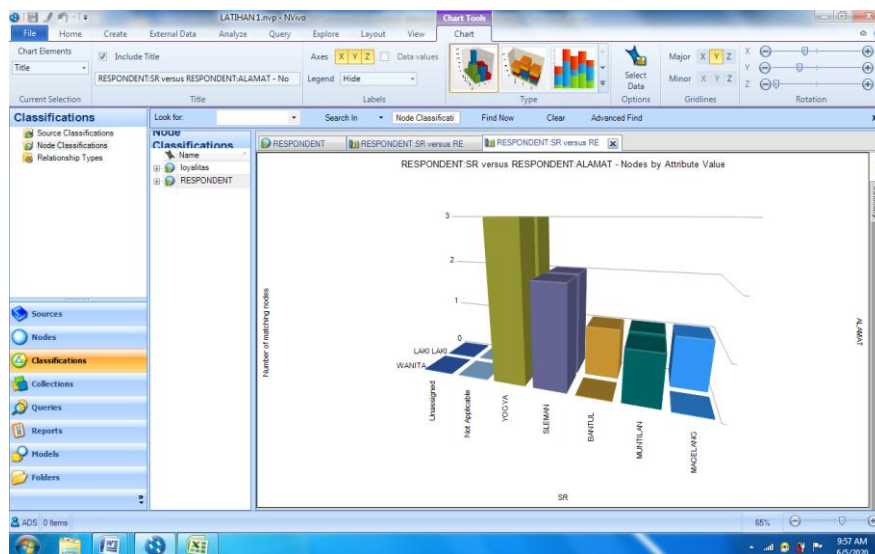 LATIHAN 1.nvp - NVivo
Chart Tools
File Home Create External Data Analyze Query Explore Layout View Chart
Chart Elements
Title
Current Selection
Include Title
RESPONDENT:SR versus RESPONDENT:ALAMAT - No
Title
Axes X Y Z Data values
Legend Hide
Labels
Type
Select Data
Options
Major X Y Z
Minor X Y Z
Gridlines
X
Y
Z
Rotation
Classifications
Source Classifications
Node Classifications
Relationship Types
Sources
Nodes
Classifications
Collections
Queries
Reports
Models
Folders
Look for: Search In Node Classificati Find Now Clear Advanced Find
Node Classifications
Name
loyalitas
RESPONDENT
RESPONDENT RESPONDENT:SR versus RE RESPONDENT:SR versus RE
RESPONDENT:SR versus RESPONDENT:ALAMAT - Nodes by Attribute Value
Number of matching nodes
3
2
1
0
LAKI LAKI
WANITA
Unassigned
Not Applicable
YOGYA
SLEMAN
BANTUL
MUNTILAN
MAGELANG
SR
ALAMAT
ADS 0 Items
65%
9:57 AM
6/5/2020